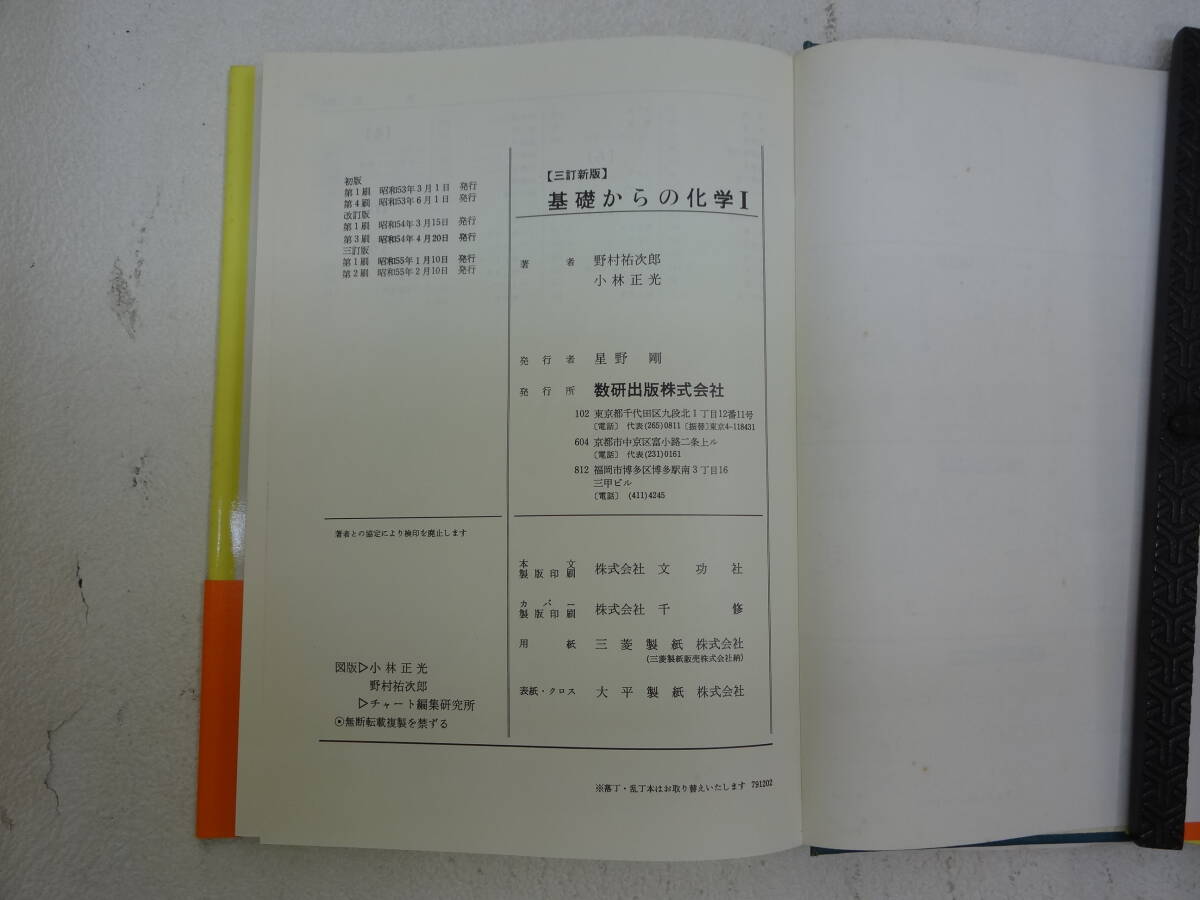 【三訂新版】
基礎からの化学I
著者 野村祐次郎
小林正光
発行者 星野 剛
発行所 数研出版株式会社
102 東京都千代田区九段北1丁目12番11号
〔電話〕 代表(265)0811 〔振替〕東京4-118431
604 京都市中京区富小路二条上ル
〔電話〕 代表(231)0161
812 福岡市博多区博多駅南3丁目16
三甲ビル
〔電話〕 (411)4245
本文
製版印刷 株式会社 文功社
カバー
製版印刷 株式会社 千修
用紙 三菱製紙 株式会社
(三菱製紙販売株式会社納)
表紙・クロス 大平製紙 株式会社
初版
第1刷 昭和53年3月1日 発行
第4刷 昭和53年6月1日 発行
改訂版
第1刷 昭和54年3月15日 発行
第3刷 昭和54年4月20日 発行
三訂版
第1刷 昭和55年1月10日 発行
第2刷 昭和55年2月10日 発行
著者との協定により検印を廃止します
図版▷小林正光
野村祐次郎
▷チャート編集研究所
⦿無断転載複製を禁ずる
※落丁・乱丁本はお取り替えいたします 791202